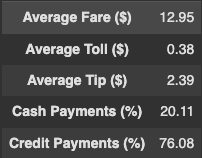 Average Fare ($) 12.95
Average Toll ($) 0.38
Average Tip ($) 2.39
Cash Payments (%) 20.11
Credit Payments (%) 76.08